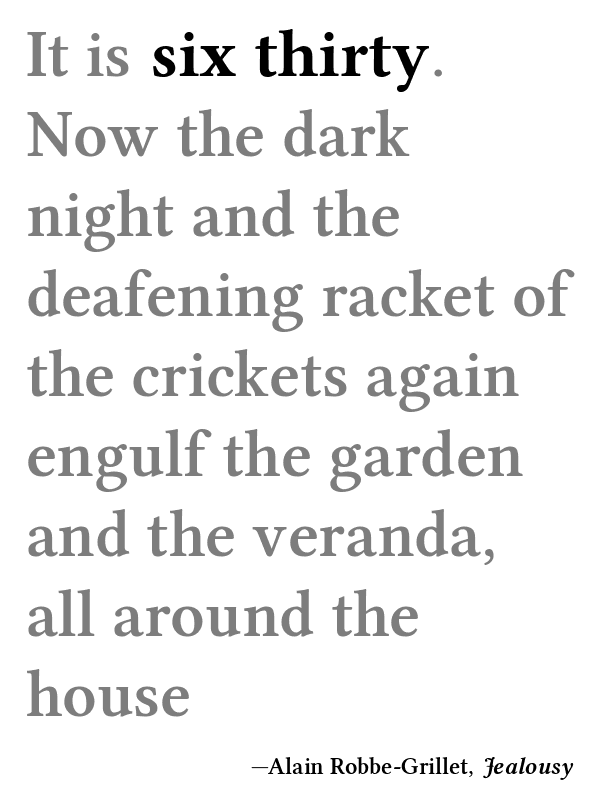 It is six thirty.
Now the dark
night and the
deafening racket of
the crickets again
engulf the garden
and the veranda,
all around the
house
—Alain Robbe-Grillet, Jealousy